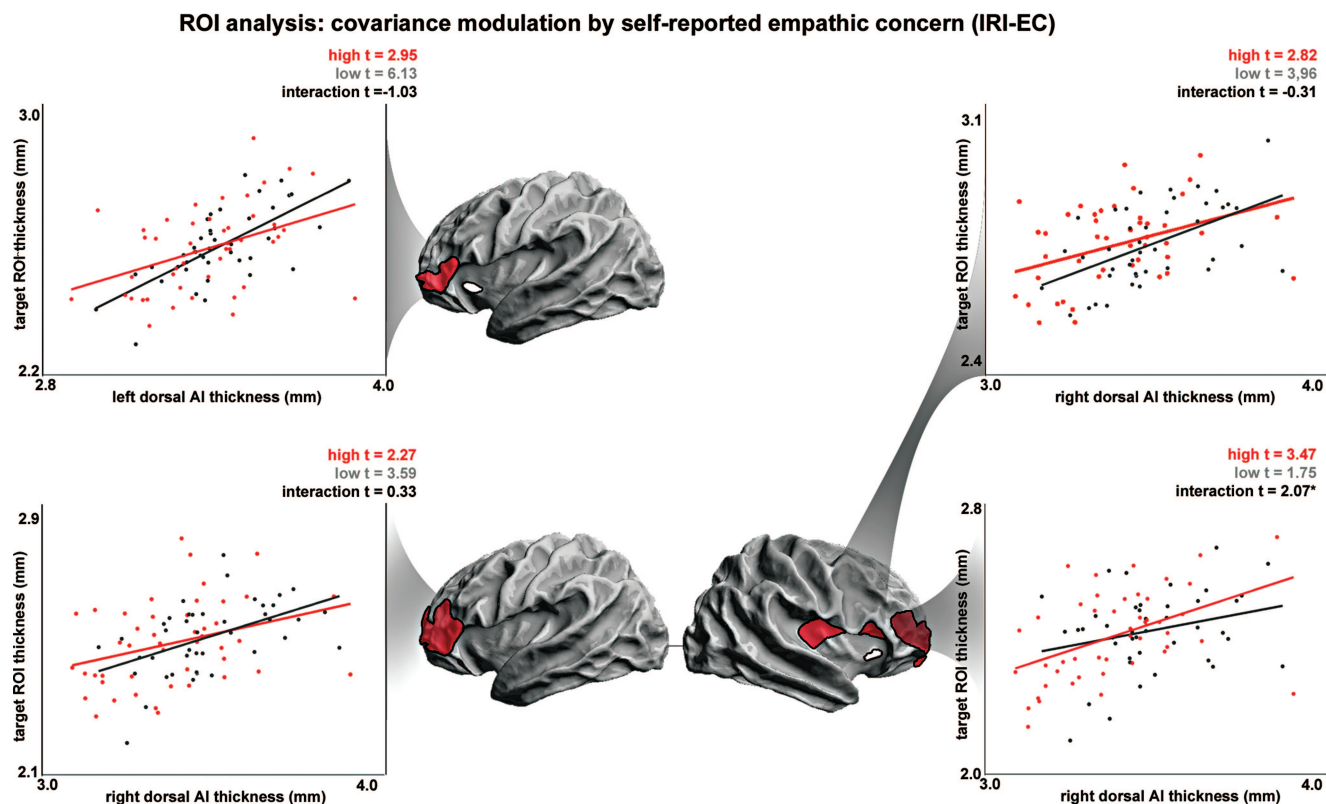 ROI analysis: covariance modulation by self-reported empathic concern (IRI-EC)
high t = 2.95
low t = 6.13
interaction t =-1.03
3.0
target ROI thickness (mm)
2.2
2.8
4.0
left dorsal AI thickness (mm)
high t = 2.82
low t = 3,96
interaction t = -0.31
3.1
target ROI thickness (mm)
2.4
3.0
4.0
right dorsal AI thickness (mm)
high t = 2.27
low t = 3.59
interaction t = 0.33
2.9
target ROI thickness (mm)
2.1
3.0
4.0
right dorsal AI thickness (mm)
high t = 3.47
low t = 1.75
interaction t = 2.07*
2.8
target ROI thickness (mm)
2.0
3.0
4.0
right dorsal AI thickness (mm)